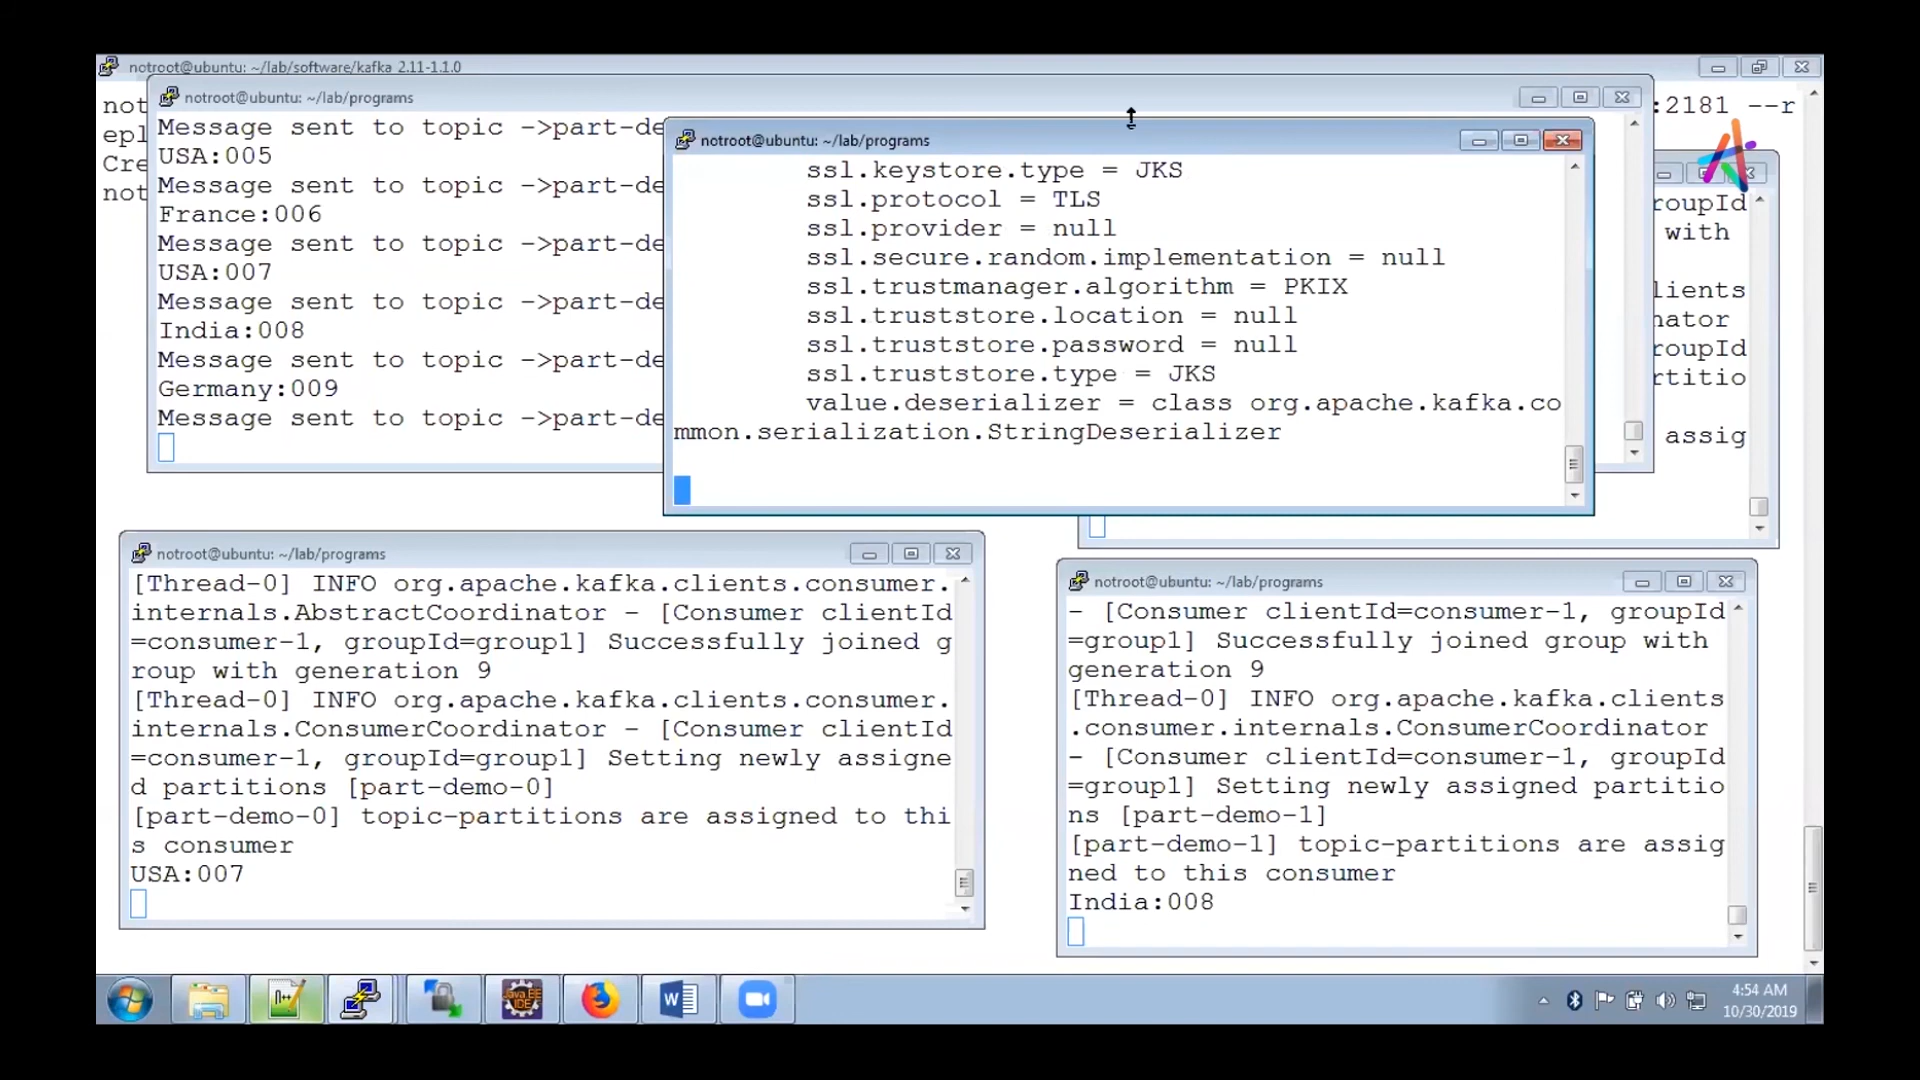 notroot@ubuntu: ~/lab/software/kafka_2.11-1.1.0
not
:2181 --r
epl
Cre
not
notroot@ubuntu: ~/lab/programs
Message sent to topic ->part-de
USA:005
Message sent to topic ->part-de
France:006
Message sent to topic ->part-de
USA:007
Message sent to topic ->part-de
India:008
Message sent to topic ->part-de
Germany:009
Message sent to topic ->part-de
notroot@ubuntu: ~/lab/programs
ssl.keystore.type = JKS
ssl.protocol = TLS
ssl.provider = null
ssl.secure.random.implementation = null
ssl.trustmanager.algorithm = PKIX
ssl.truststore.location = null
ssl.truststore.password = null
ssl.truststore.type = JKS
value.deserializer = class org.apache.kafka.co
mmon.serialization.StringDeserializer
roupId
with
lients
nator
roupId
rtitio
assig
notroot@ubuntu: ~/lab/programs
[Thread-0] INFO org.apache.kafka.clients.consumer.
internals.AbstractCoordinator - [Consumer clientId
=consumer-1, groupId=group1] Successfully joined g
roup with generation 9
[Thread-0] INFO org.apache.kafka.clients.consumer.
internals.ConsumerCoordinator - [Consumer clientId
=consumer-1, groupId=group1] Setting newly assigne
d partitions [part-demo-0]
[part-demo-0] topic-partitions are assigned to thi
s consumer
USA:007
notroot@ubuntu: ~/lab/programs
- [Consumer clientId=consumer-1, groupId
=group1] Successfully joined group with
generation 9
[Thread-0] INFO org.apache.kafka.clients
.consumer.internals.ConsumerCoordinator
- [Consumer clientId=consumer-1, groupId
=group1] Setting newly assigned partitio
ns [part-demo-1]
[part-demo-1] topic-partitions are assig
ned to this consumer
India:008
n++
Java EE
IDE
W
4:54 AM
10/30/2019